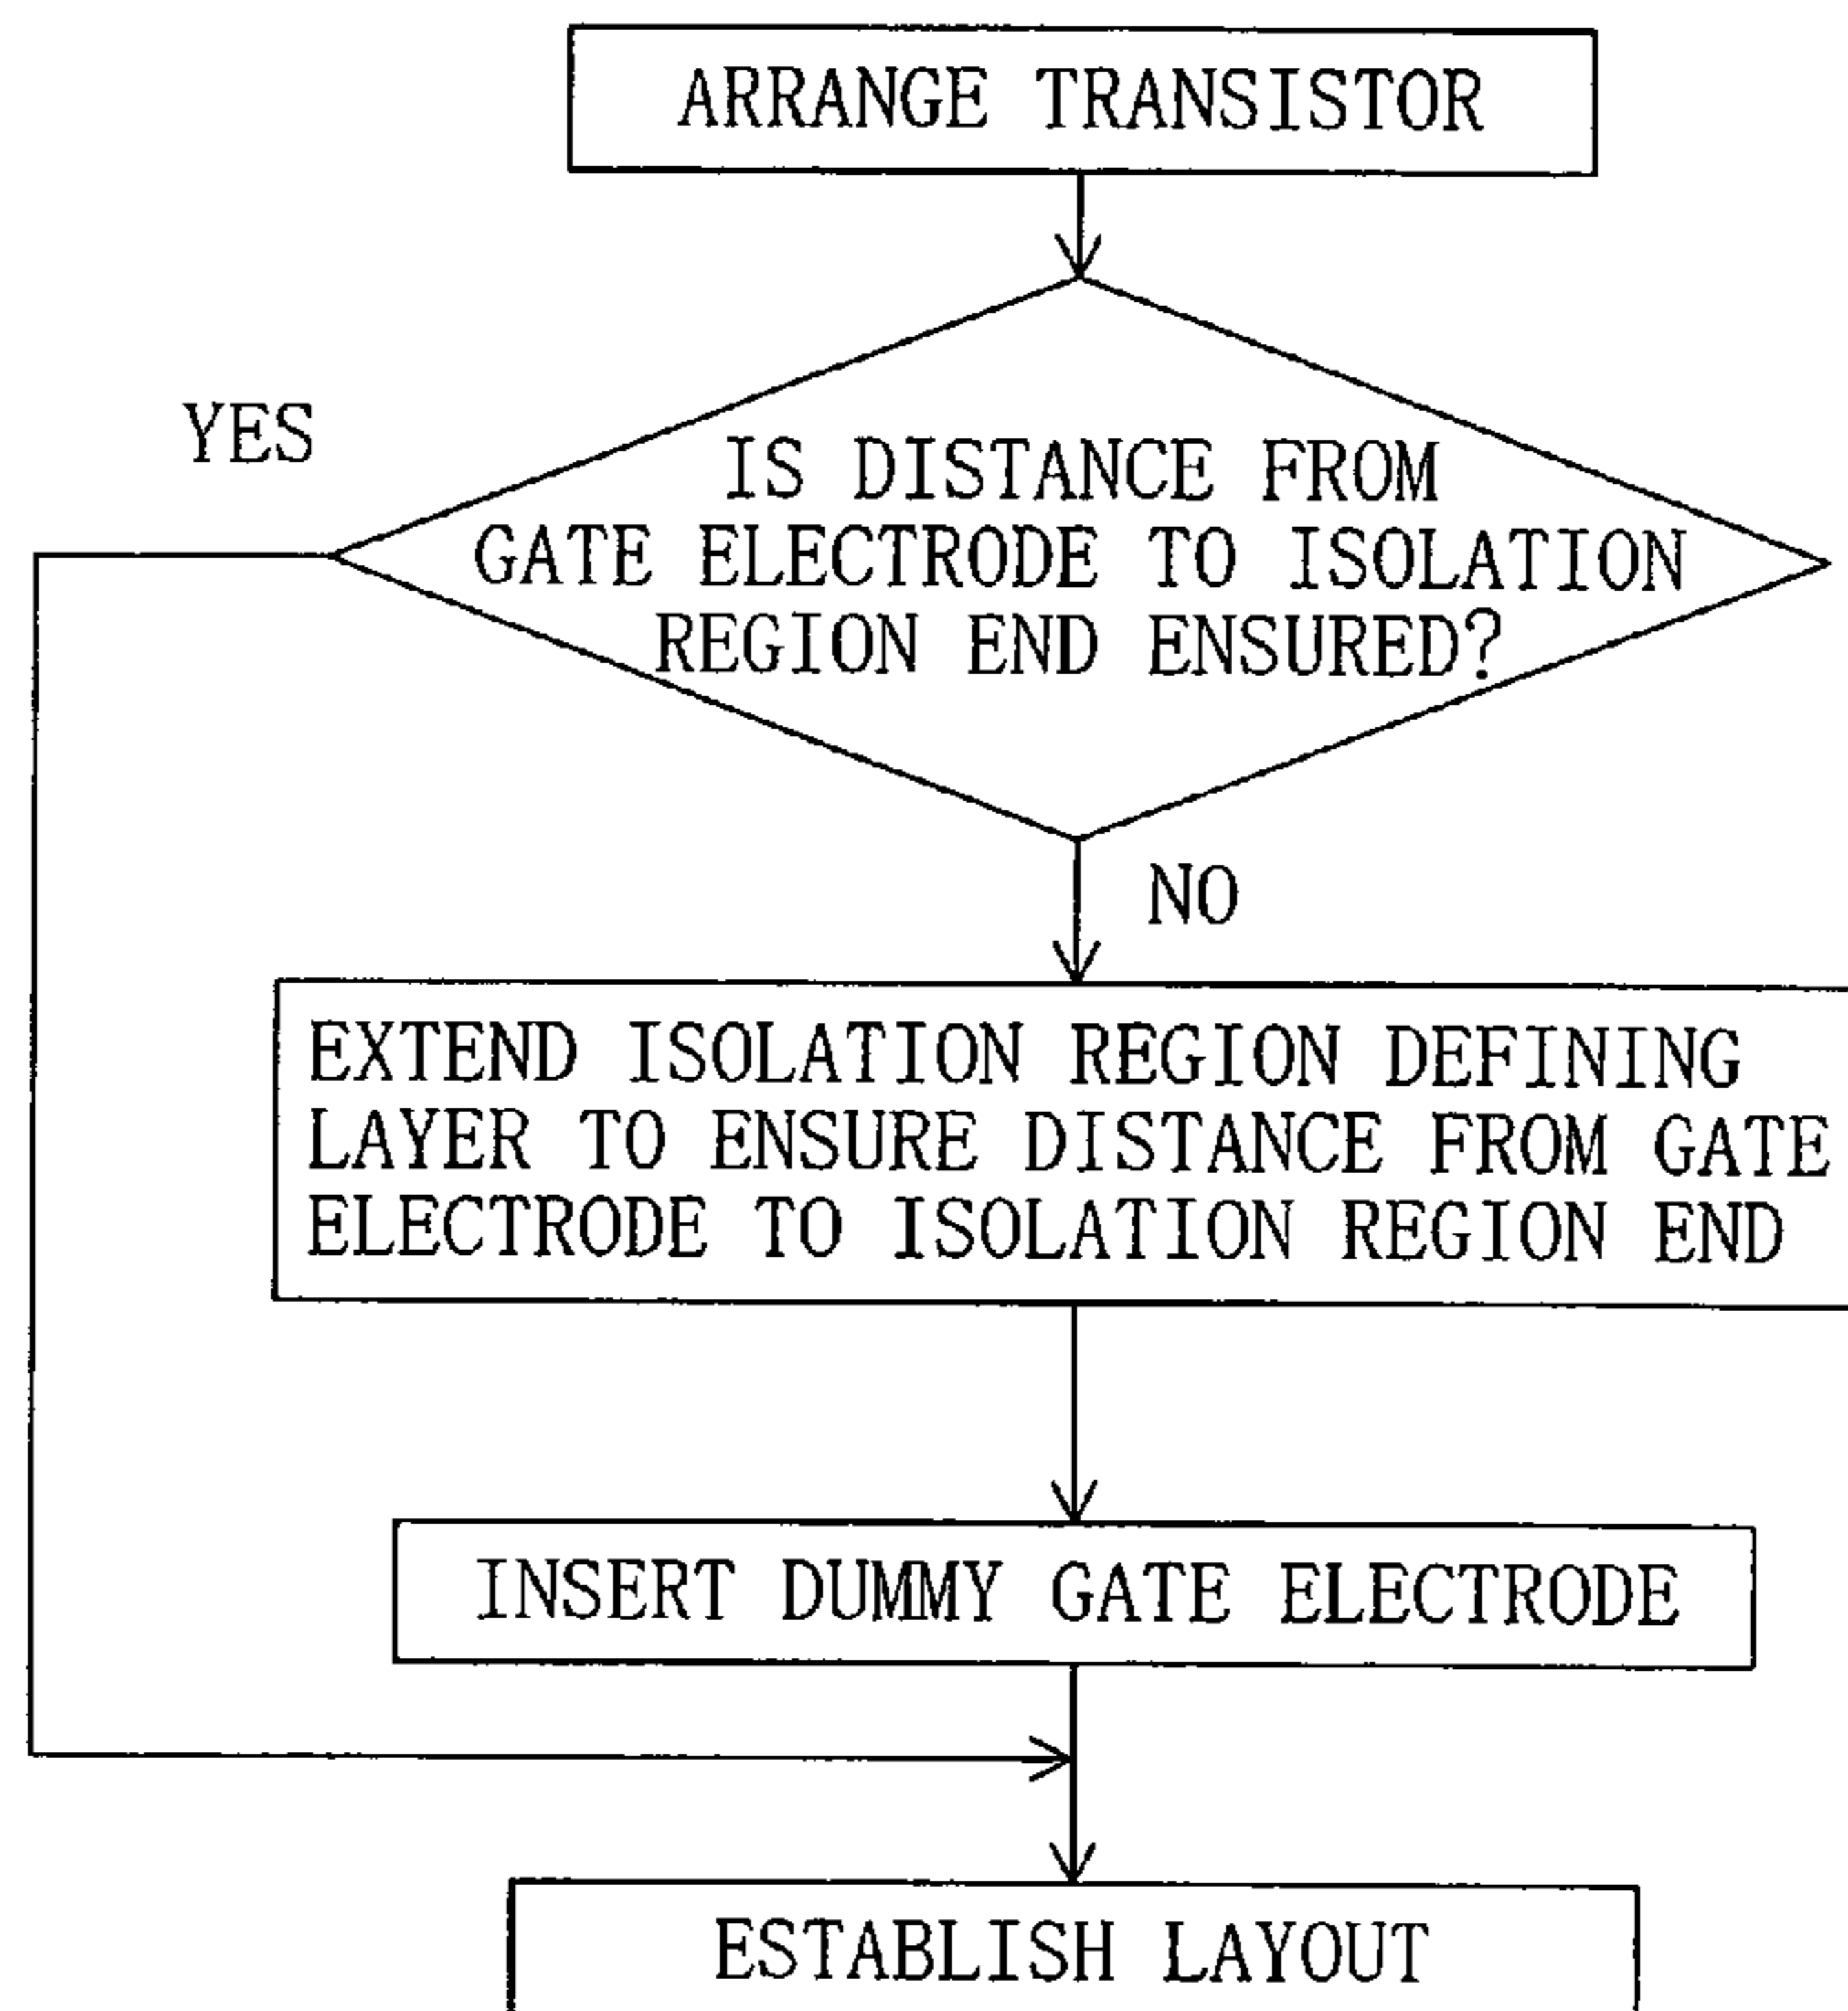 ARRANGE TRANSISTOR
YES
IS DISTANCE FROM
GATE ELECTRODE TO ISOLATION
REGION END ENSURED?
NO
EXTEND ISOLATION REGION DEFINING
LAYER TO ENSURE DISTANCE FROM GATE
ELECTRODE TO ISOLATION REGION END
INSERT DUMMY GATE ELECTRODE
ESTABLISH LAYOUT